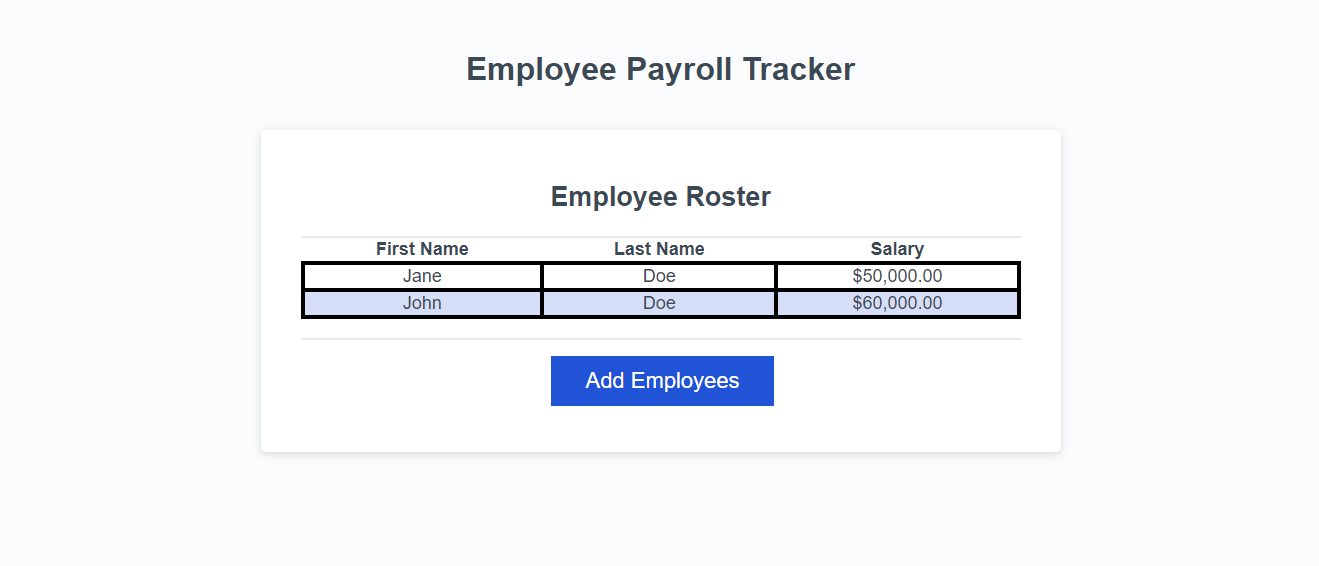 Employee Payroll Tracker
Employee Roster
First Name Last Name Salary
Jane Doe $50,000.00
John Doe $60,000.00
Add Employees